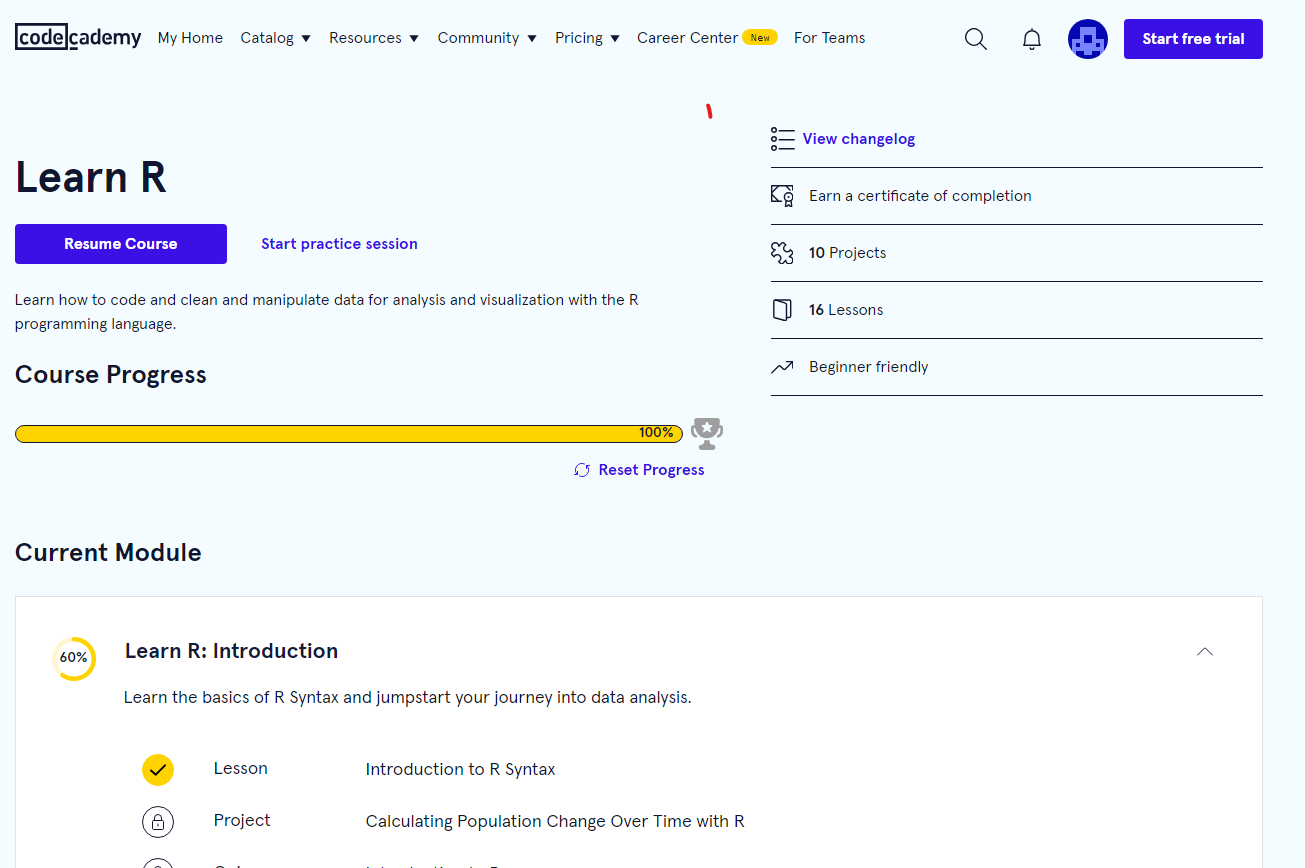 codecademy My Home Catalog Resources Community Pricing Career Center New For Teams Start free trial
View changelog
Learn R
Earn a certificate of completion
Resume Course Start practice session
10 Projects
Learn how to code and clean and manipulate data for analysis and visualization with the R
programming language.
16 Lessons
Course Progress
Beginner friendly
100%
Reset Progress
Current Module
60% Learn R: Introduction
Learn the basics of R Syntax and jumpstart your journey into data analysis.
Lesson Introduction to R Syntax
Project Calculating Population Change Over Time with R